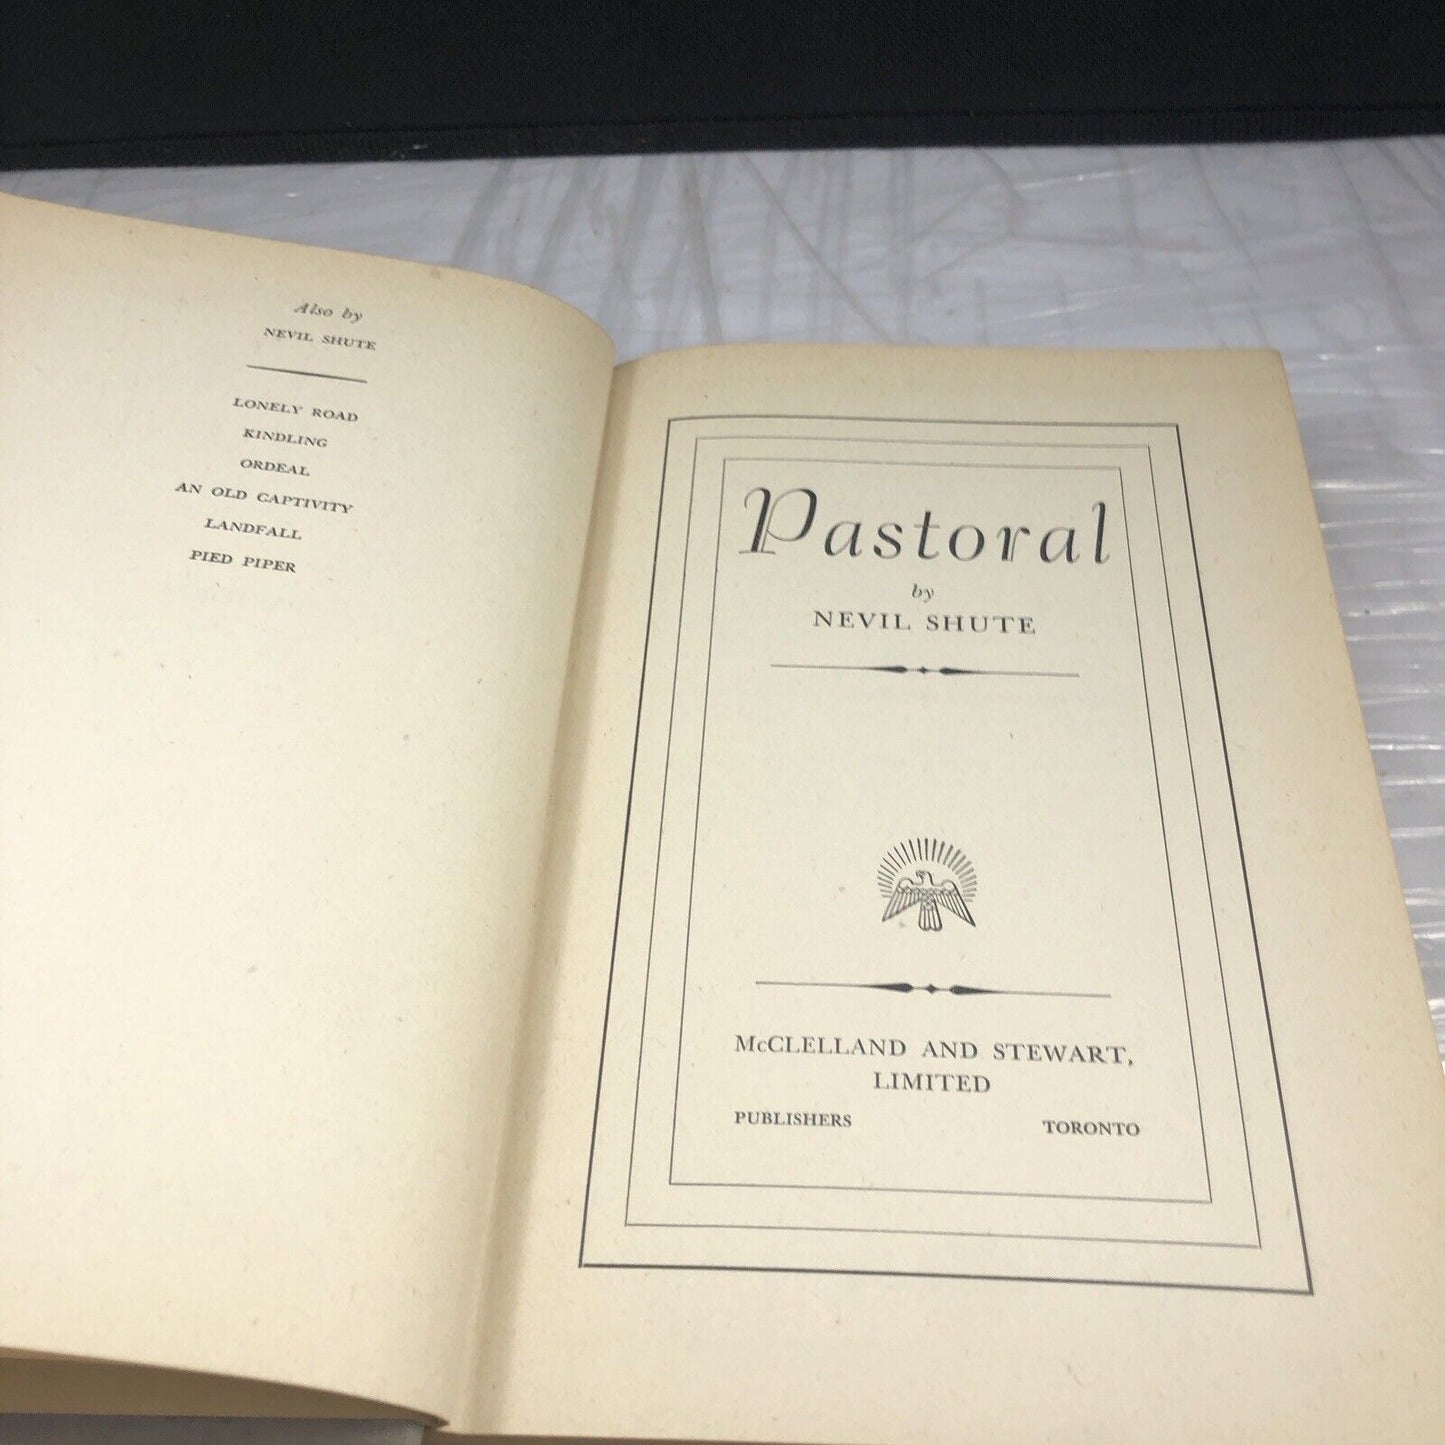 Also by
NEVIL SHUTE
LONELY ROAD
KINDLING
ORDEAL
AN OLD CAPTIVITY
LANDFALL
PIED PIPER
Pastoral
by
NEVIL SHUTE
McCLELLAND AND STEWART,
LIMITED
PUBLISHERS TORONTO